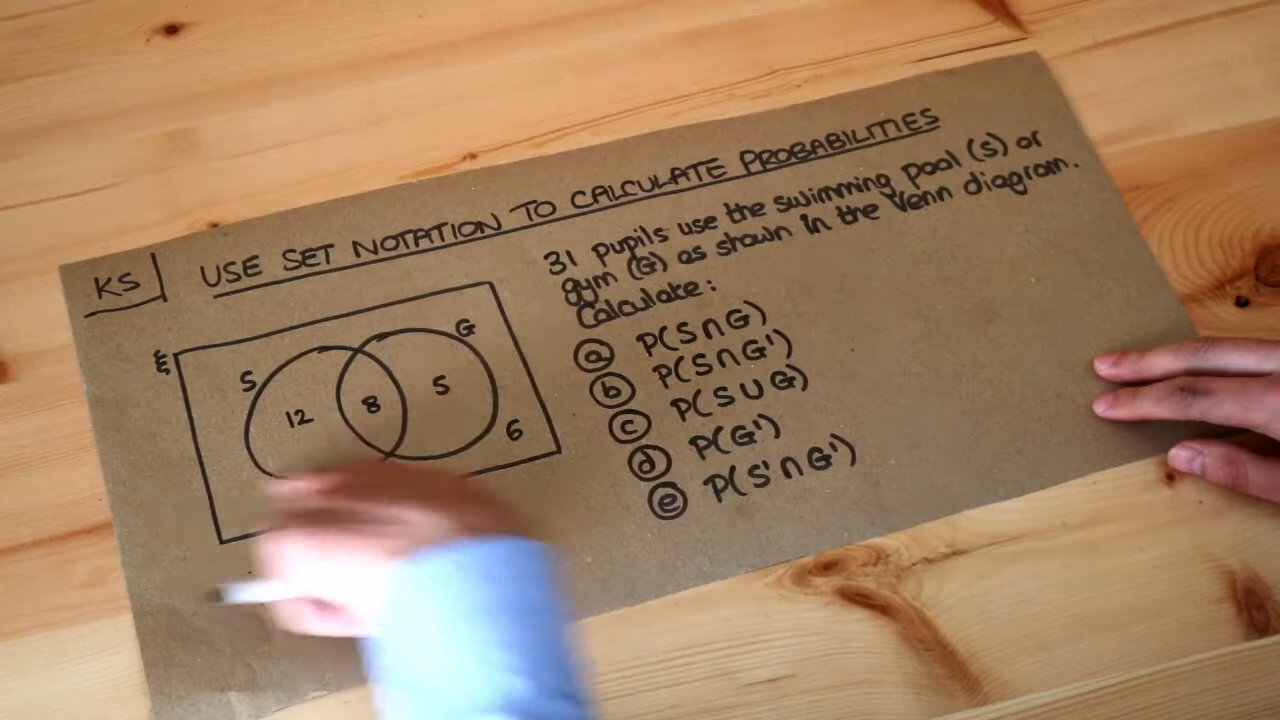 KS
USE SET NOTATION TO CALCULATE PROBABILITIES
31 pupils use the swimming pool (S) or
gym (G) as shown in the Venn diagram.
Calculate:
ξ
S
G
12
8
5
6
ⓐ P(S∩G)
ⓑ P(S∩G')
ⓒ P(S∪G)
ⓓ P(G')
ⓔ P(S'∩G')